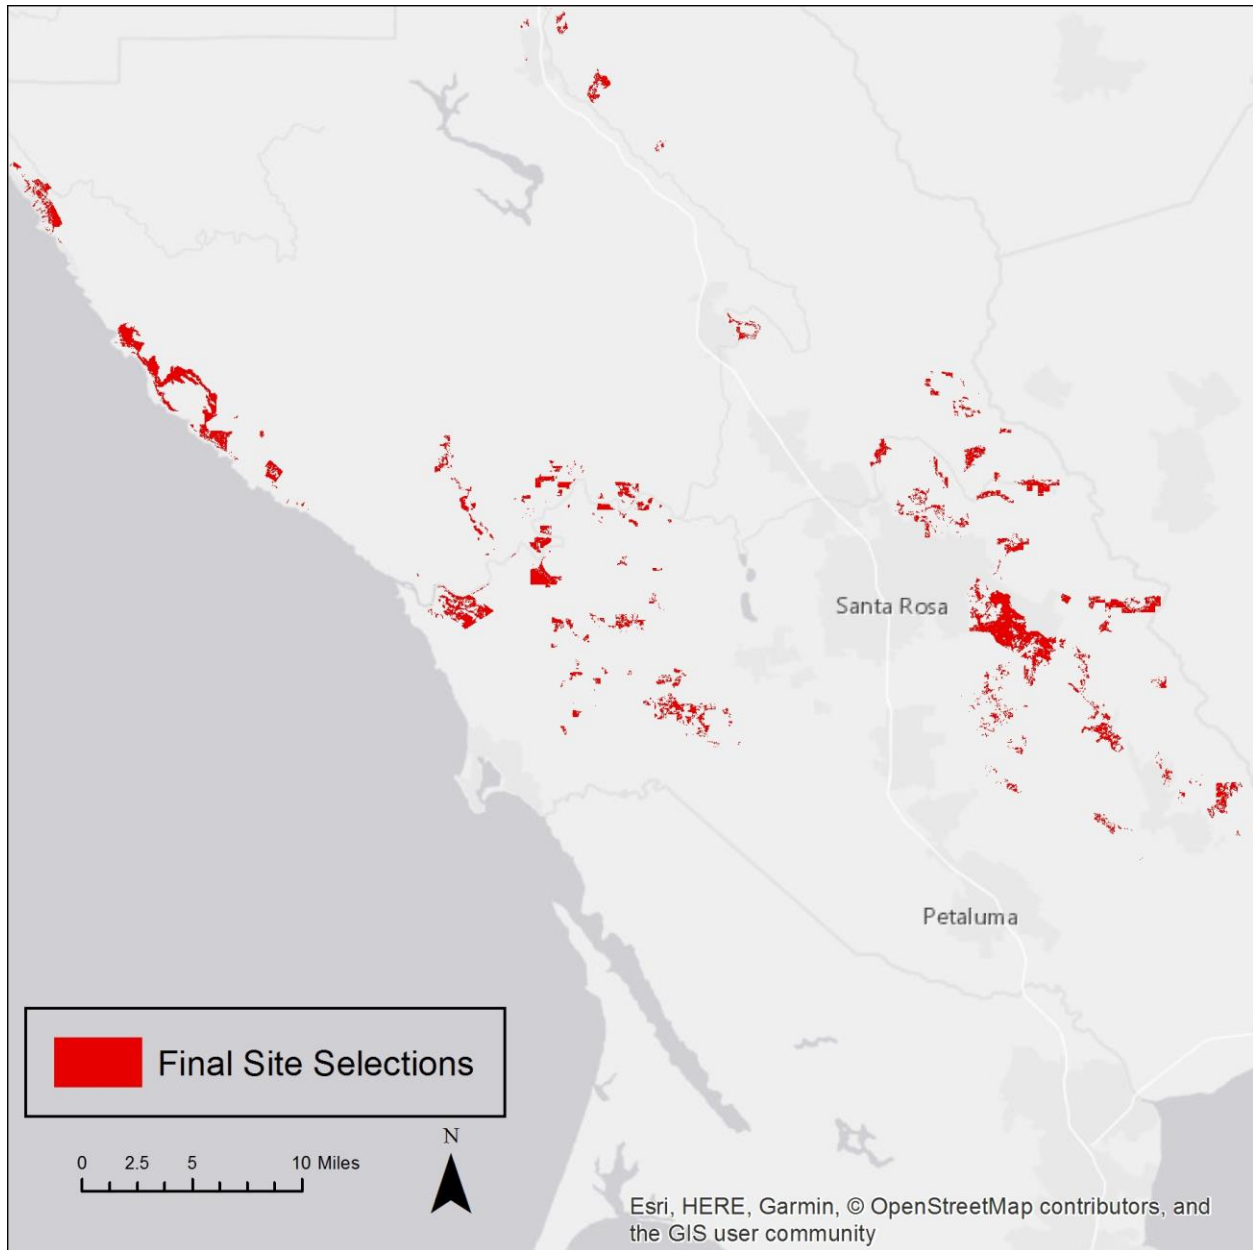 Santa Rosa
Petaluma
Final Site Selections
N
0 2.5 5 10 Miles
Esri, HERE, Garmin, © OpenStreetMap contributors, and
the GIS user community